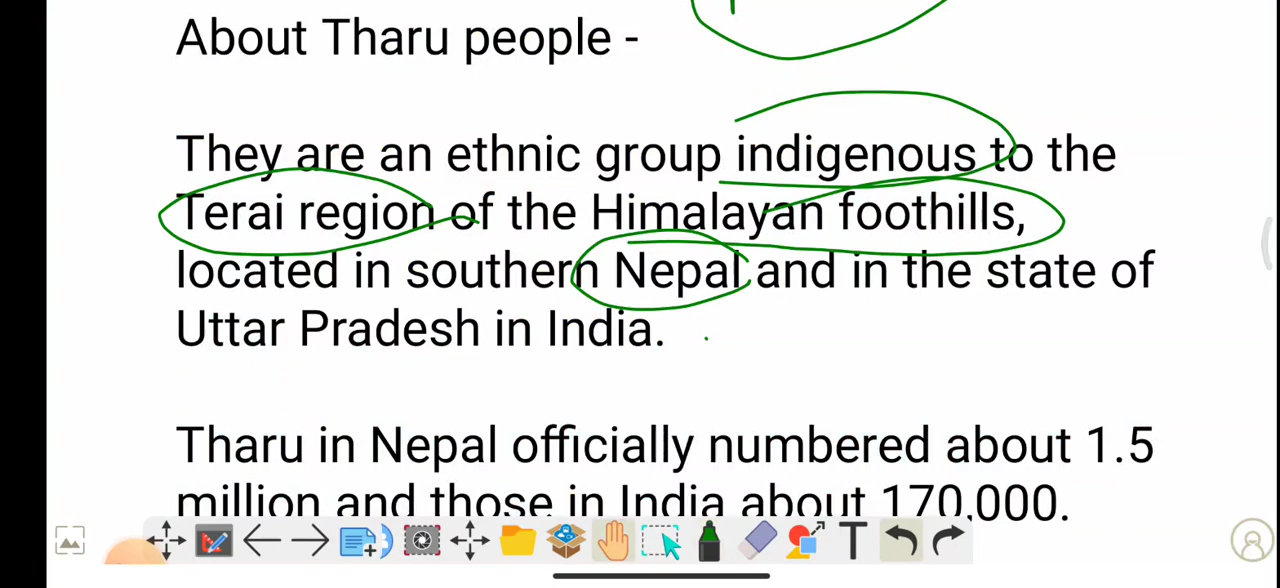 About Tharu people -
They are an ethnic group indigenous to the
Terai region of the Himalayan foothills,
located in southern Nepal and in the state of
Uttar Pradesh in India.
Tharu in Nepal officially numbered about 1.5
million and those in India about 170,000.
T